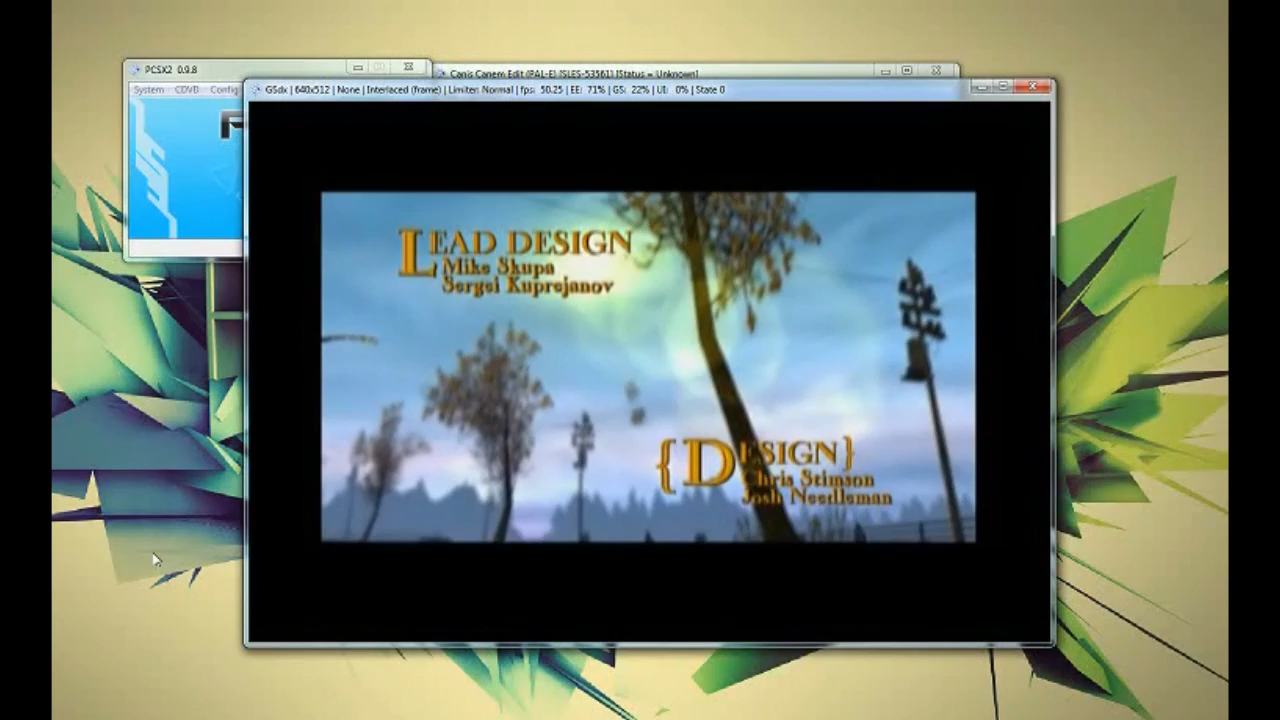 PCSX2 0.9.8
Canis Canem Edit (PAL-E) [SLES-53561] [Status = Unknown]
System CDVD Config
GSdx | 640x512 | None | Interlaced (frame) | Limiter: Normal | fps: 50.25 | EE: 71% | GS: 22% | UI: 0% | State 0
LEAD DESIGN
Mike Skupa
Sergei Kuprejanov
{DESIGN}
Chris Stimson
Josh Needleman